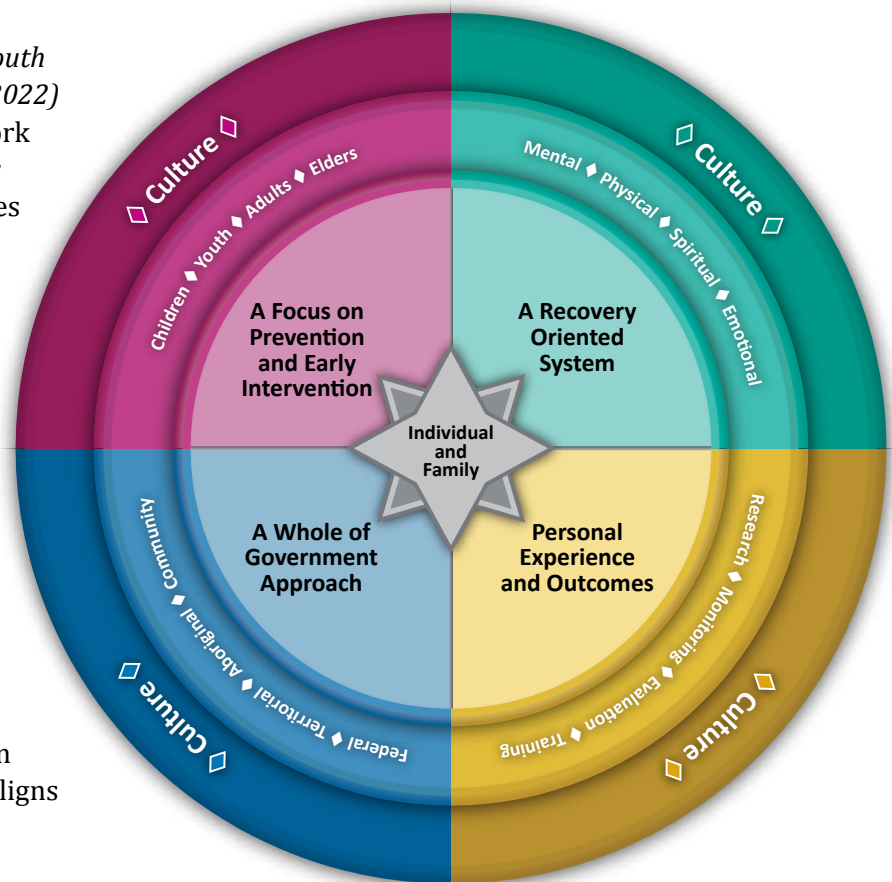 outh
2022)
ork
es
n
ligns
Culture
Children ◆ Youth ◆ Adults ◆ Elders
A Focus on
Prevention
and Early
Intervention
Culture
Mental ◆ Physical ◆ Spiritual ◆ Emotional
A Recovery
Oriented
System
Individual
and
Family
A Whole of
Government
Approach
Community ◆ Aboriginal ◆ Territorial ◆ Federal
Culture
Personal
Experience
and Outcomes
Research ◆ Monitoring ◆ Evaluation ◆ Training
Culture